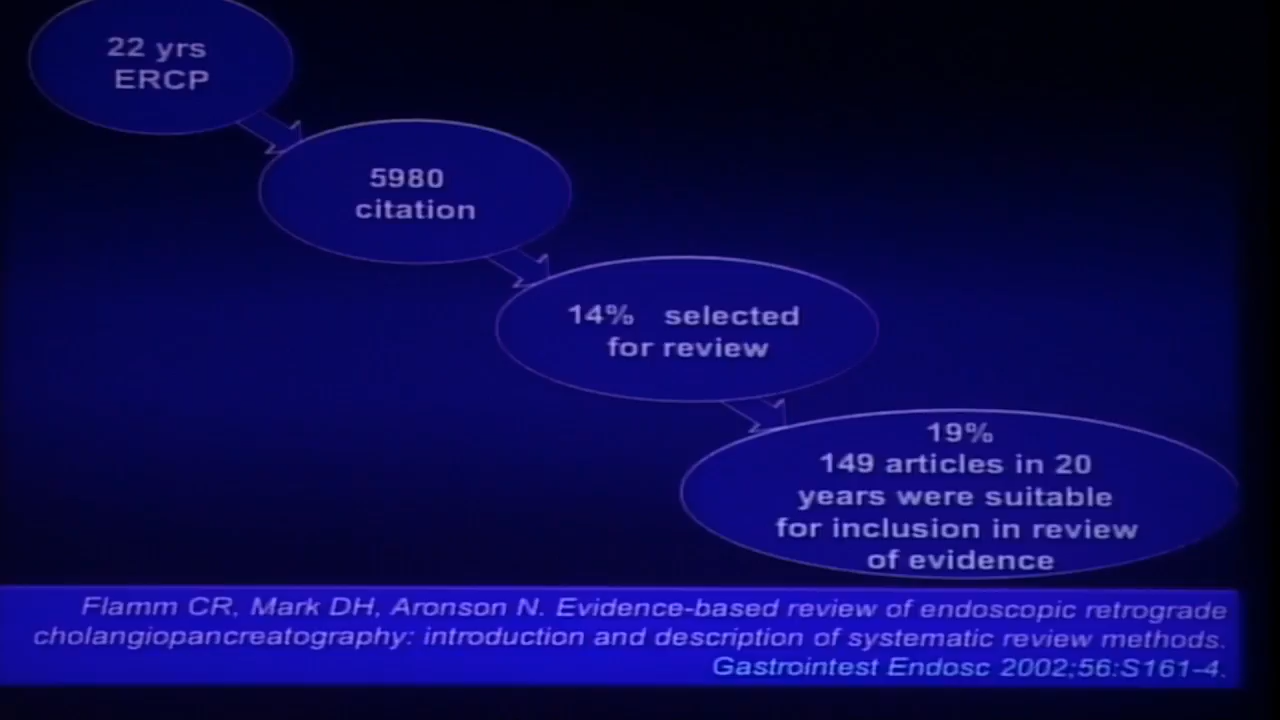 22 yrs
ERCP
5980
citation
14% selected
for review
19%
149 articles in 20
years were suitable
for inclusion in review
of evidence
Flamm CR, Mark DH, Aronson N. Evidence-based review of endoscopic retrograde
cholangiopancreatography: introduction and description of systematic review methods.
Gastrointest Endosc 2002;56:S161-4.